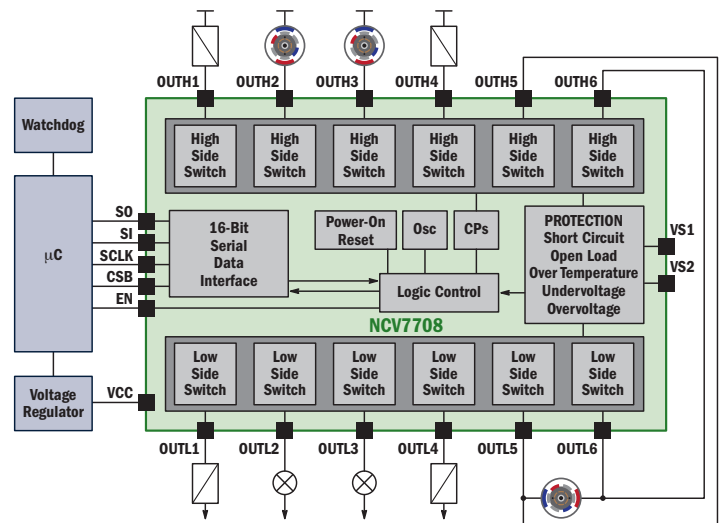 OUTH1 OUTH2 OUTH3 OUTH4 OUTH5 OUTH6
Watchdog
High Side Switch
High Side Switch
High Side Switch
High Side Switch
High Side Switch
High Side Switch
µC
SO
SI
SCLK
CSB
EN
16-Bit
Serial
Data
Interface
Power-On
Reset
Osc
CPs
Logic Control
PROTECTION
Short Circuit
Open Load
Over Temperature
Undervoltage
Overvoltage
VS1
VS2
NCV7708
Low Side Switch
Low Side Switch
Low Side Switch
Low Side Switch
Low Side Switch
Low Side Switch
Voltage
Regulator
VCC
OUTL1 OUTL2 OUTL3 OUTL4 OUTL5 OUTL6